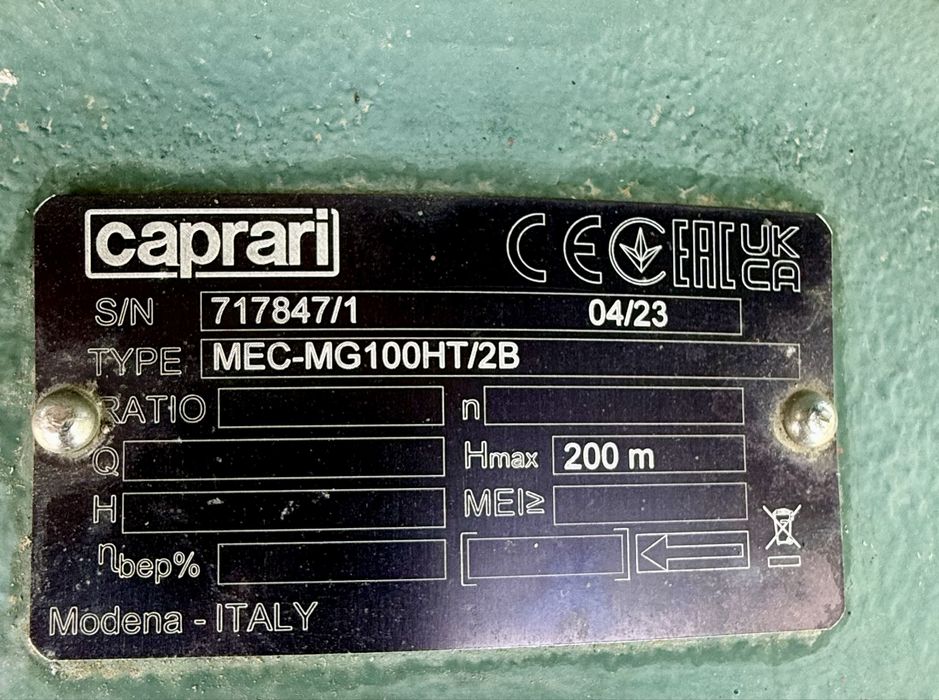 caprari CE EAC UK CA
S/N 717847/1 04/23
TYPE MEC-MG100HT/2B
RATIO n
Q Hmax 200 m
H MEI≥
ηbep%
Modena - ITALY